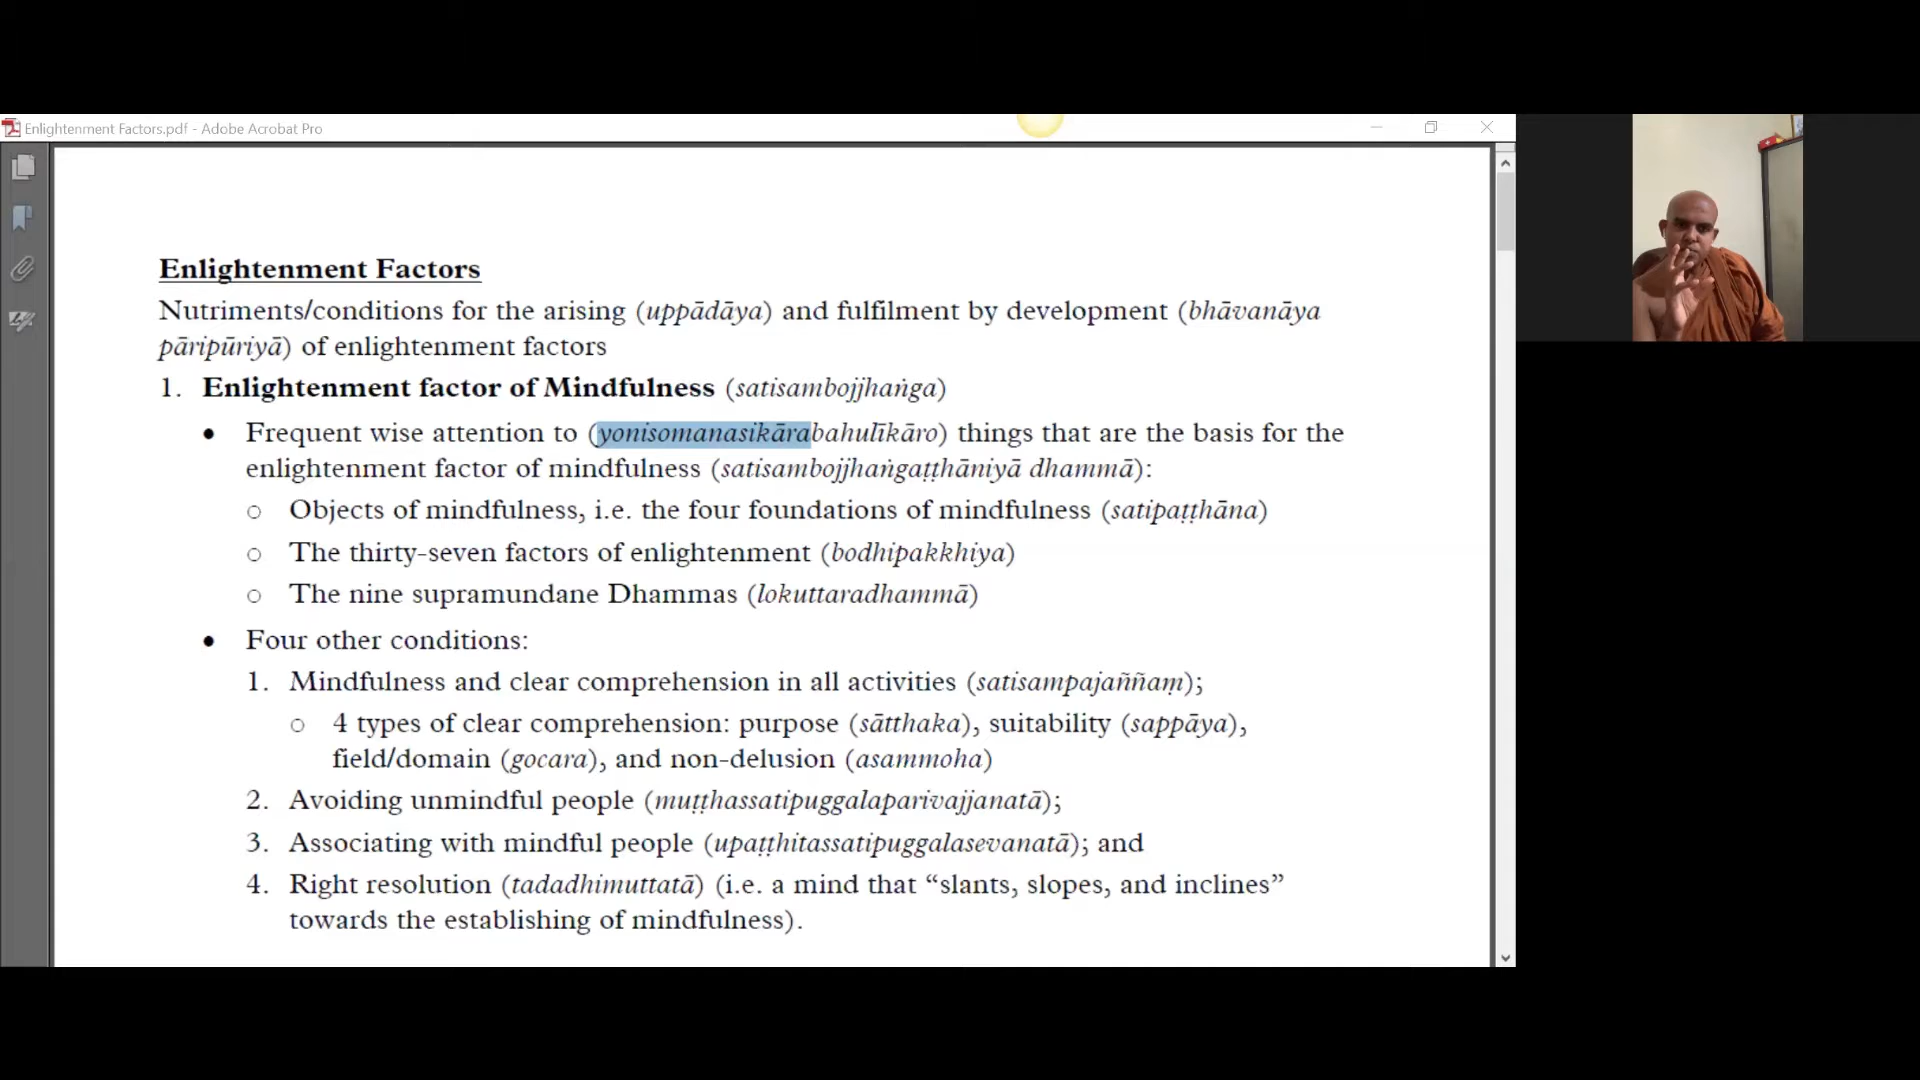 Enlightenment Factors.pdf - Adobe Acrobat Pro
Enlightenment Factors
Nutriments/conditions for the arising (uppādāya) and fulfilment by development (bhāvanāya
pāripūriyā) of enlightenment factors
1. Enlightenment factor of Mindfulness (satisambojjhaṅga)
• Frequent wise attention to (yonisomanasikārabahulīkāro) things that are the basis for the
enlightenment factor of mindfulness (satisambojjhaṅgaṭṭhāniyā dhammā):
○ Objects of mindfulness, i.e. the four foundations of mindfulness (satipaṭṭhāna)
○ The thirty-seven factors of enlightenment (bodhipakkhiya)
○ The nine supramundane Dhammas (lokuttaradhammā)
• Four other conditions:
1. Mindfulness and clear comprehension in all activities (satisampajaññaṃ);
○ 4 types of clear comprehension: purpose (sātthaka), suitability (sappāya),
field/domain (gocara), and non-delusion (asammoha)
2. Avoiding unmindful people (muṭṭhassatipuggalaparivajjanatā);
3. Associating with mindful people (upaṭṭhitassatipuggalasevanatā); and
4. Right resolution (tadadhimuttatā) (i.e. a mind that “slants, slopes, and inclines”
towards the establishing of mindfulness).